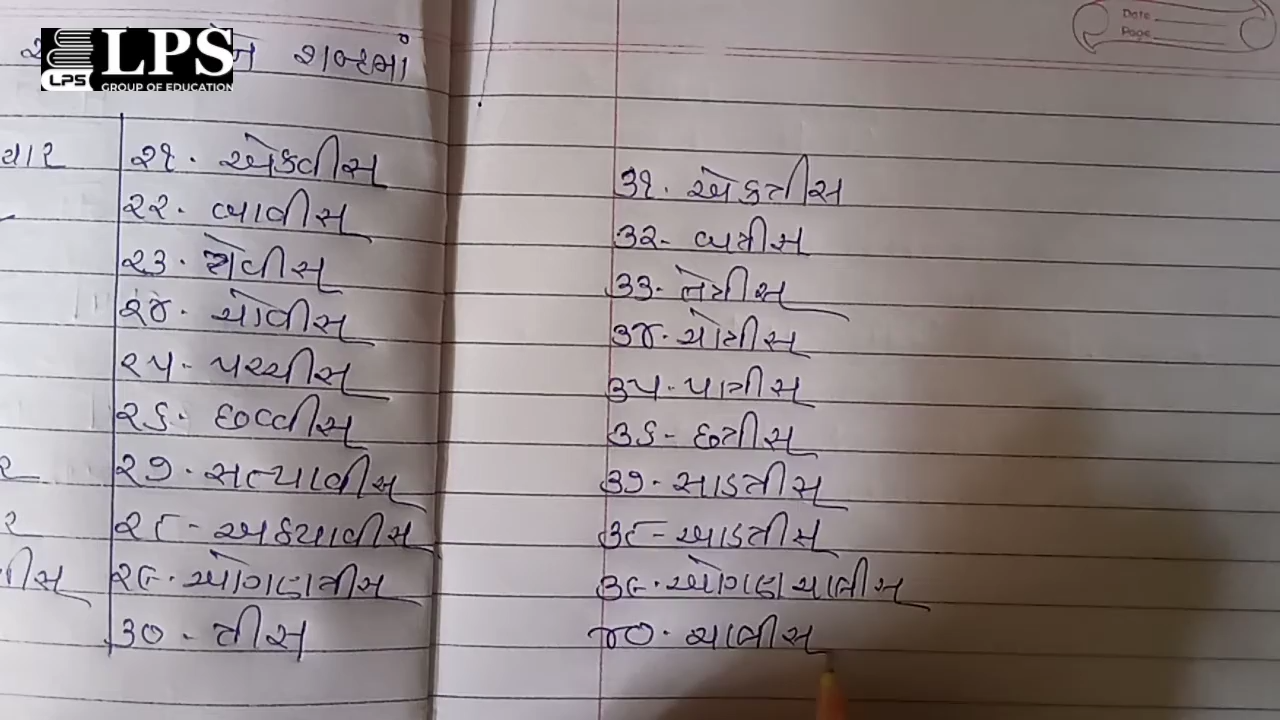 LPS
LPS
GROUP OF EDUCATION
શબ્દમાં
Date
Page
૨૧. એકવીસ
૨૨. બાવીસ
૨૩. ત્રેવીસ
૨૪. ચોવીસ
૨૫. પચ્ચીસ
૨૬. છવ્વીસ
૨૭. સત્યાવીસ
૨૮. અઠયાવીસ
૨૯. ઓગણત્રીસ
૩૦. ત્રીસ
૩૧. એકત્રીસ
૩૨. બત્રીસ
૩૩. તેત્રીસ
૩૪. ચોત્રીસ
૩૫. પાત્રીસ
૩૬. છત્રીસ
૩૭. સાડત્રીસ
૩૮. આડત્રીસ
૩૯. ઓગણચાલીસ
૪૦. ચાલીસ